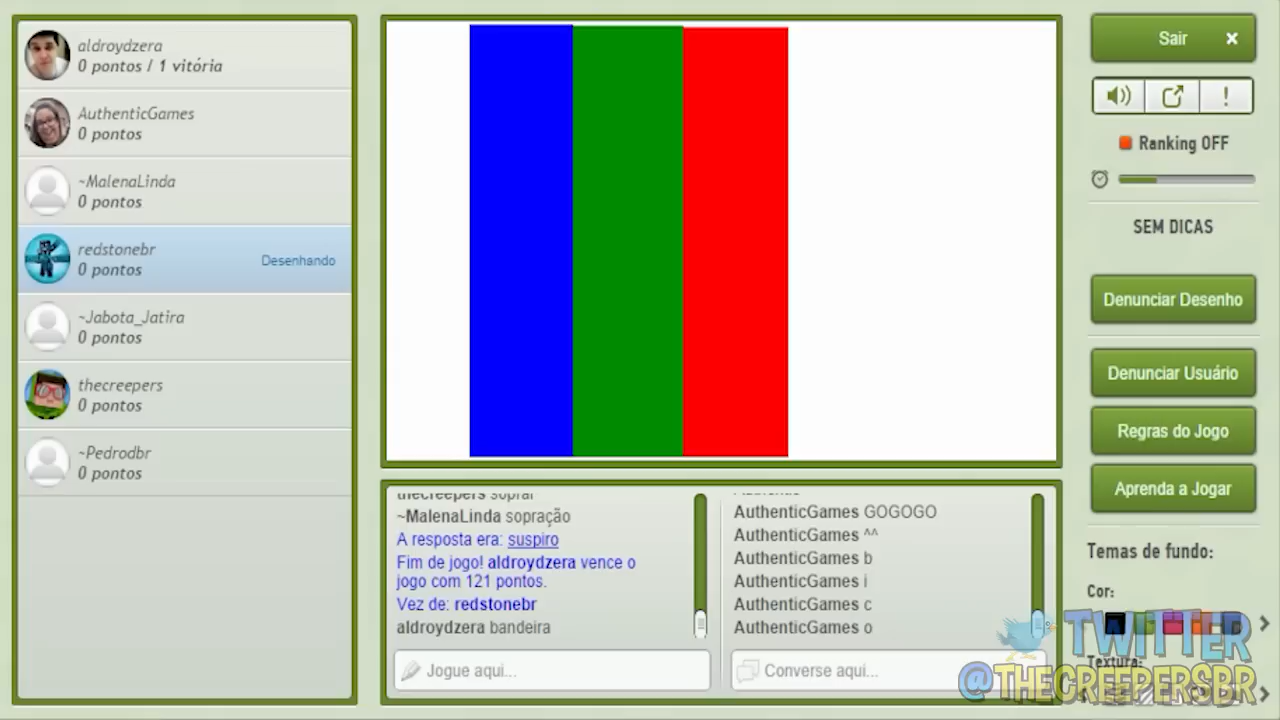 aldroydzera
0 pontos / 1 vitória
AuthenticGames
0 pontos
~MalenaLinda
0 pontos
redstonebr
0 pontos
Desenhando
~Jabota_Jatira
0 pontos
thecreepers
0 pontos
~Pedrodbr
0 pontos
thecreepers soprar
~MalenaLinda sopração
A resposta era: suspiro
Fim de jogo! aldroydzera vence o
jogo com 121 pontos.
Vez de: redstonebr
aldroydzera bandeira
Jogue aqui...
AuthenticGames GOGOGO
AuthenticGames ^^
AuthenticGames b
AuthenticGames i
AuthenticGames c
AuthenticGames o
Converse aqui...
Sair ×
!
Ranking OFF
SEM DICAS
Denunciar Desenho
Denunciar Usuário
Regras do Jogo
Aprenda a Jogar
Temas de fundo:
Cor:
Textura:
TWITTER
@THECREEPERSBR